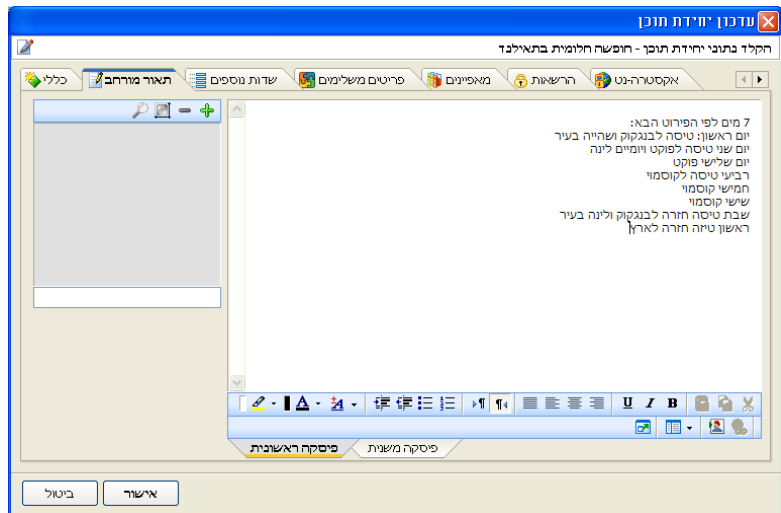 עדכון יחידת תוכן
הקלד נתוני יחידת תוכן - חופשה חלומית בתאילנד
כללי
תאור מורחב
שדות נוספים
פריטים משלימים
מאפיינים
הרשאות
אקסטרה-נט
7 מים לפי הפירוט הבא:
יום ראשון: טיסה לבנגקוק ושהייה בעיר
יום שני טיסה לפוקט ויומיים לינה
יום שלישי פוקט
רביעי טיסה לקוסמוי
חמישי קוסמוי
שישי קוסמוי
שבת טיסה חזרה לבנגקוק ולינה בעיר
ראשון טיזה חזרה לארץ
U I B
פיסקה ראשונית
פיסקה משנית
אישור
ביטול